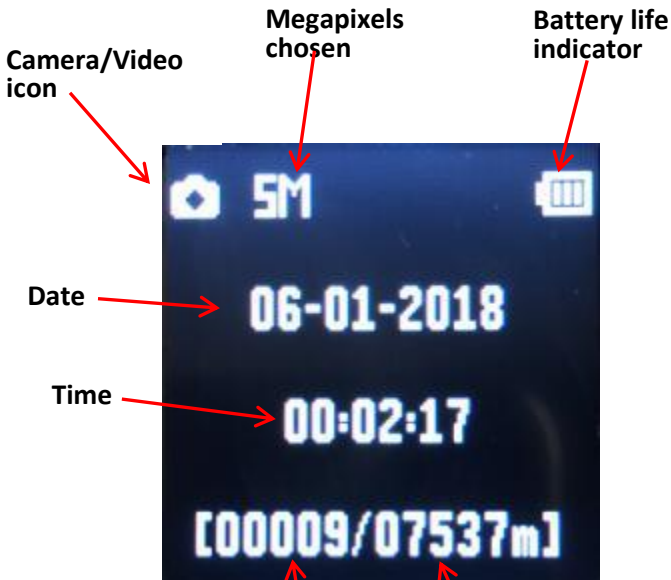 Megapixels
chosen
Battery life
indicator
Camera/Video
icon
5M
Date
06-01-2018
Time
00:02:17
[00009/07537m]